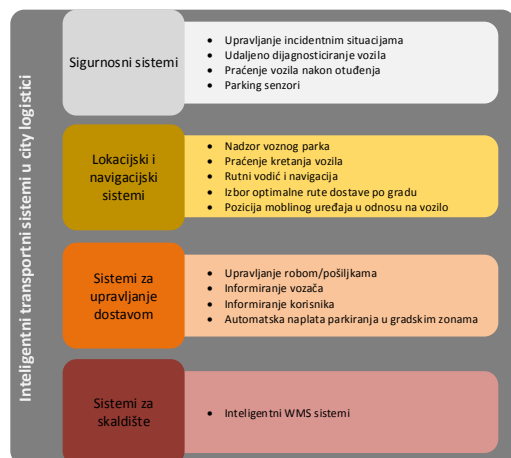 Inteligentni transportni sistemi u city logistici
Sigurnosni sistemi
• Upravljanje incidentnim situacijama
• Udaljeno dijagnosticiranje vozila
• Praćenje vozila nakon otuđenja
• Parking senzori
Lokacijski i
navigacijski
sistemi
• Nadzor voznog parka
• Praćenje kretanja vozila
• Rutni vodić i navigacija
• Izbor optimalne rute dostave po gradu
• Pozicija moblinog uređaja u odnosu na vozilo
Sistemi za
upravljanje
dostavom
• Upravljanje robom/pošiljkama
• Informiranje vozača
• Informiranje korisnika
• Automatska naplata parkiranja u gradskim zonama
Sistemi za
skaldište
• Inteligentni WMS sistemi